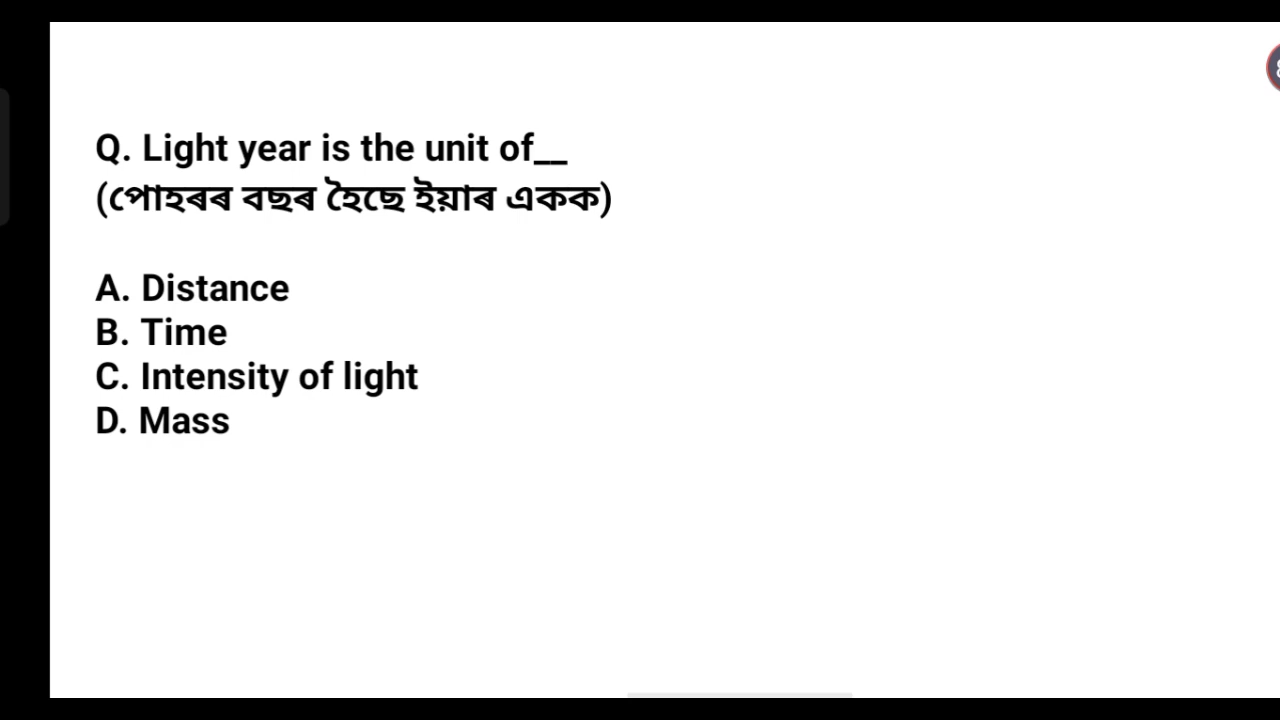 Q. Light year is the unit of__
(পোহৰৰ বছৰ হৈছে ইয়াৰ একক)
A. Distance
B. Time
C. Intensity of light
D. Mass